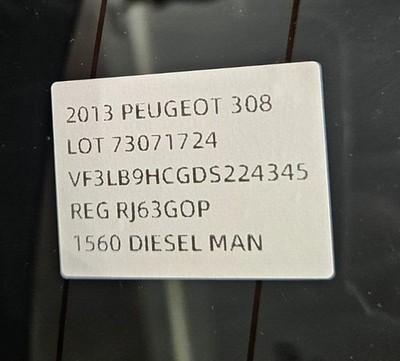 2013 PEUGEOT 308
LOT 73071724
VF3LB9HCGDS224345
REG RJ63GOP
1560 DIESEL MAN